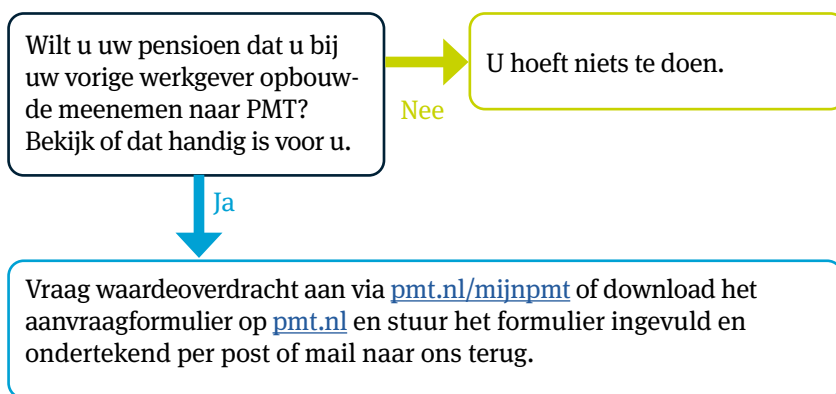 Wilt u uw pensioen dat u bij
uw vorige werkgever opbouw-
de meenemen naar PMT?
Bekijk of dat handig is voor u.
Nee
U hoeft niets te doen.
Ja
Vraag waardeoverdracht aan via pmt.nl/mijnpmt of download het
aanvraagformulier op pmt.nl en stuur het formulier ingevuld en
ondertekend per post of mail naar ons terug.